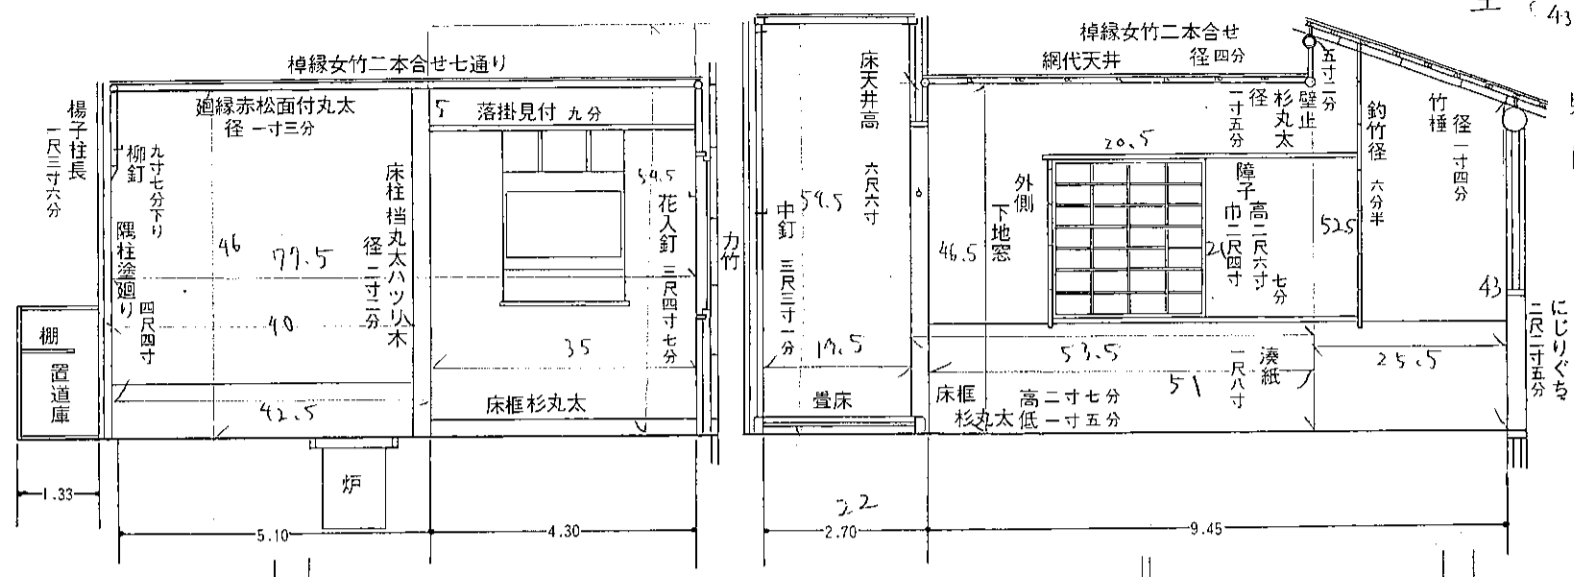 棹縁女竹二本合せ七通り
廻縁赤松面付丸太
径一寸三分
楊子柱長
一尺三寸六分
柳釘
九寸七分下り
隅柱塗廻り
四尺四寸
46
77.5
40
42.5
床柱档丸太ハツリ木
径二寸二分
5
落掛見付 九分
54.5
花入釘
三尺四寸七分
35
床框杉丸太
力竹
棚
置道庫
炉
1.33
5.10
4.30
床天井高
六尺六寸
54.5
中釘
三尺三寸一分
17.5
畳床
22
2.70
棹縁女竹二本合せ
径四分
網代天井
五寸二分
壁止
杉丸太
径一寸五分
釣竹径
六分半
竹棰
径一寸四分
43
20.5
外側
下地窓
46.5
障子
高二尺六寸七分
巾二尺四寸
21
52.5
43
にじりぐち
二尺二寸五分
53.5
51
湊紙
一尺八寸
25.5
床框
杉丸太
高二寸七分
低一寸五分
9.45